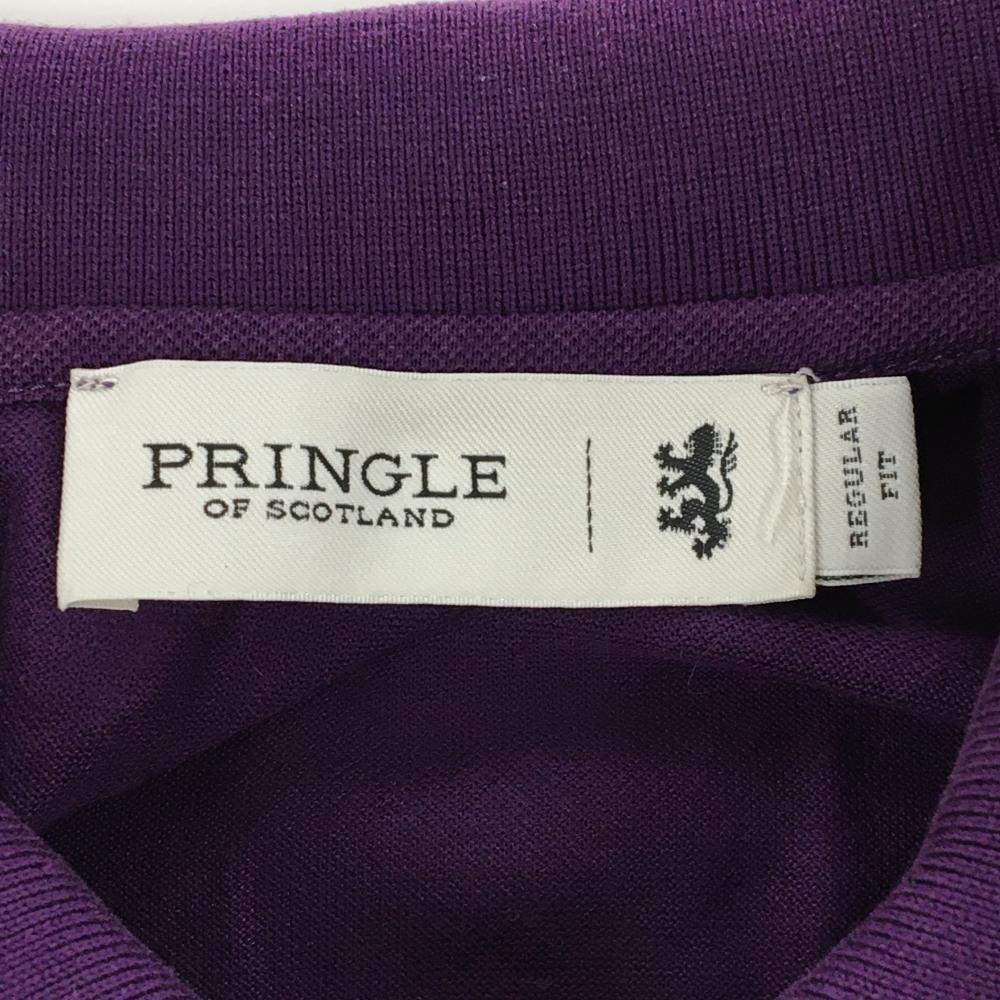 PRINGLE
OF SCOTLAND
REGULAR
FIT